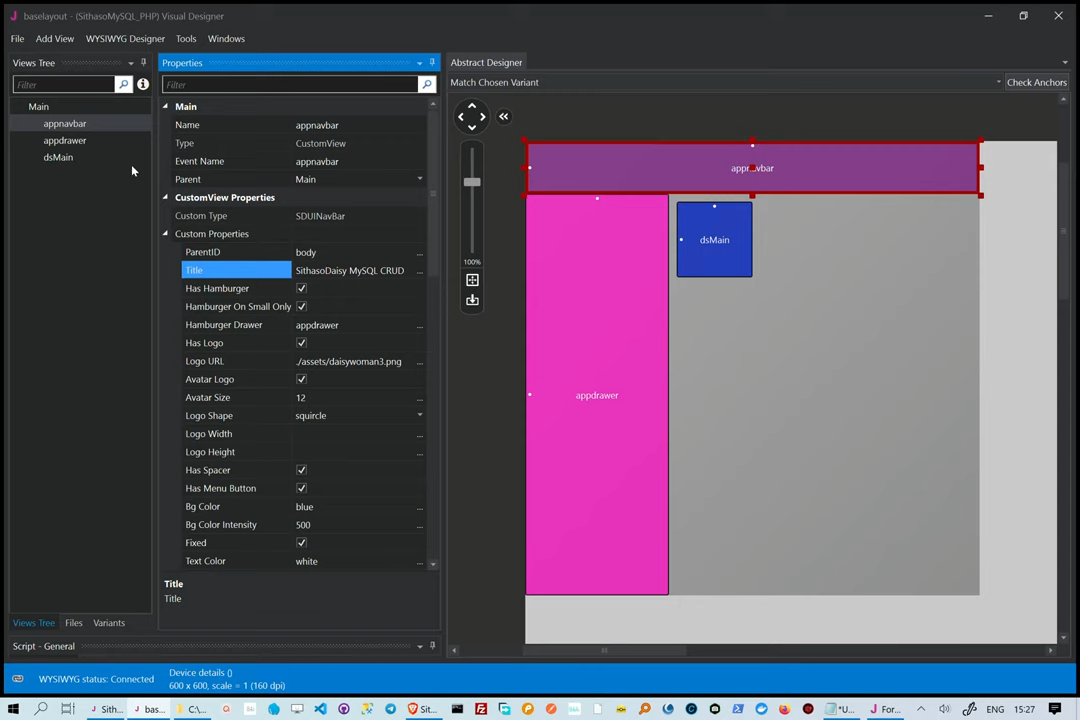 baselayout - (SithasoMySQL_PHP) Visual Designer
File Add View WYSIWYG Designer Tools Windows
Views Tree
Filter
Main
appnavbar
appdrawer
dsMain
Properties
Filter
Main
Name appnavbar
Type CustomView
Event Name appnavbar
Parent Main
CustomView Properties
Custom Type SDUINavBar
Custom Properties
ParentID body
Title SithasoDaisy MySQL CRUD ...
Has Hamburger
Hamburger On Small Only
Hamburger Drawer appdrawer ...
Has Logo
Logo URL ./assets/daisywoman3.png ...
Avatar Logo
Avatar Size 12 ...
Logo Shape squircle
Logo Width ...
Logo Height ...
Has Spacer
Has Menu Button
Bg Color blue ...
Bg Color Intensity 500 ...
Fixed
Text Color white ...
Title
Title
Abstract Designer
Match Chosen Variant Check Anchors
100%
appnavbar
dsMain
appdrawer
Views Tree Files Variants
Script - General
WYSIWYG status: Connected
Device details ()
600 x 600, scale = 1 (160 dpi)
Sith... bas... C:\... Sit... *U... For... ENG 15:27